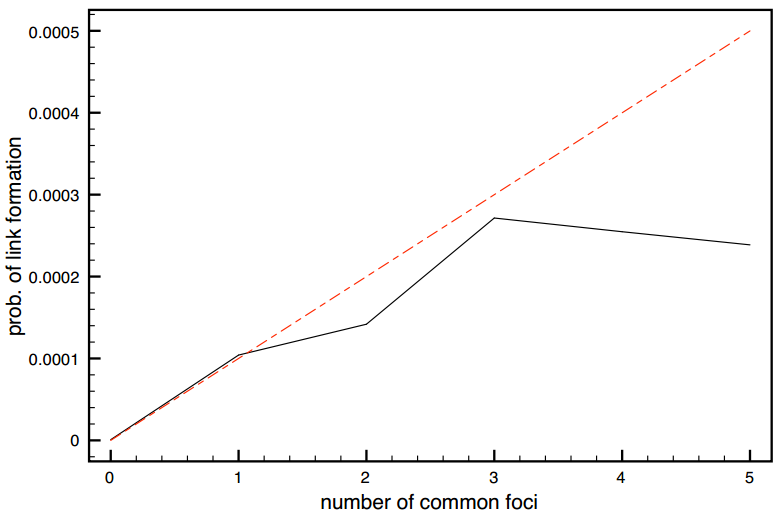 0.0005
0.0004
0.0003
0.0002
0.0001
0
prob. of link formation
0 1 2 3 4 5
number of common foci